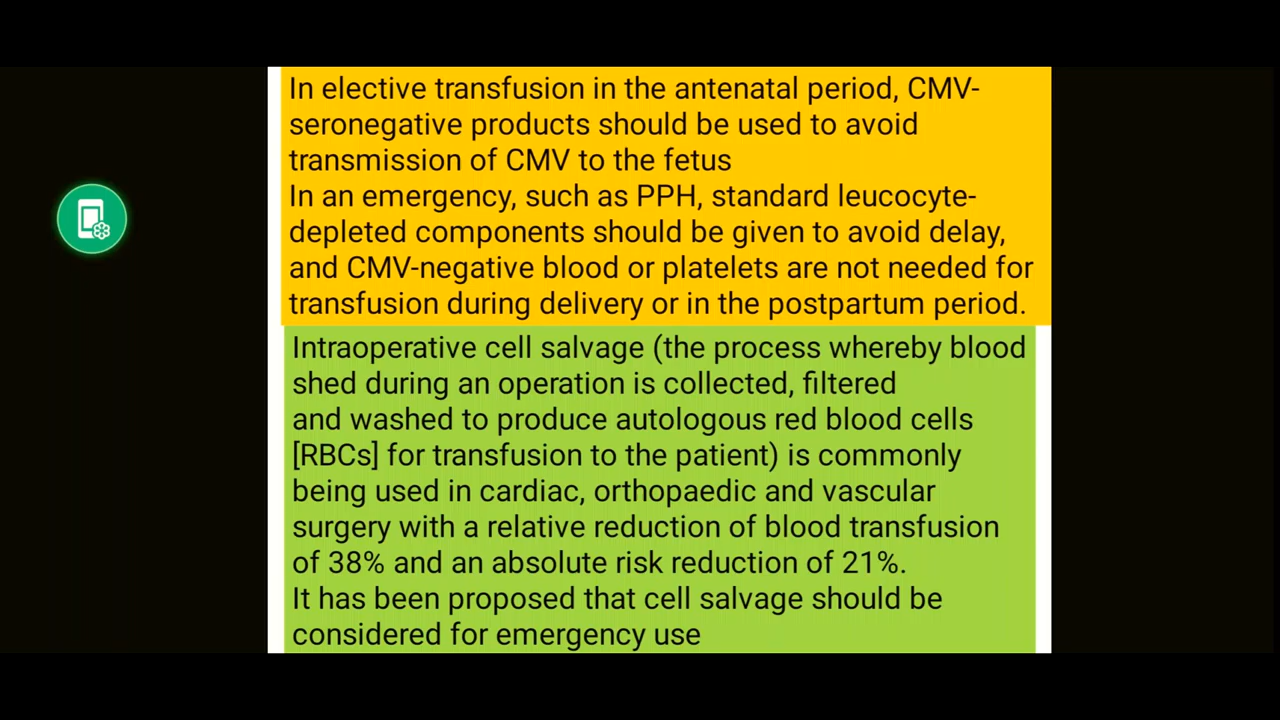 In elective transfusion in the antenatal period, CMV-
seronegative products should be used to avoid
transmission of CMV to the fetus
In an emergency, such as PPH, standard leucocyte-
depleted components should be given to avoid delay,
and CMV-negative blood or platelets are not needed for
transfusion during delivery or in the postpartum period.
Intraoperative cell salvage (the process whereby blood
shed during an operation is collected, filtered
and washed to produce autologous red blood cells
[RBCs] for transfusion to the patient) is commonly
being used in cardiac, orthopaedic and vascular
surgery with a relative reduction of blood transfusion
of 38% and an absolute risk reduction of 21%.
It has been proposed that cell salvage should be
considered for emergency use